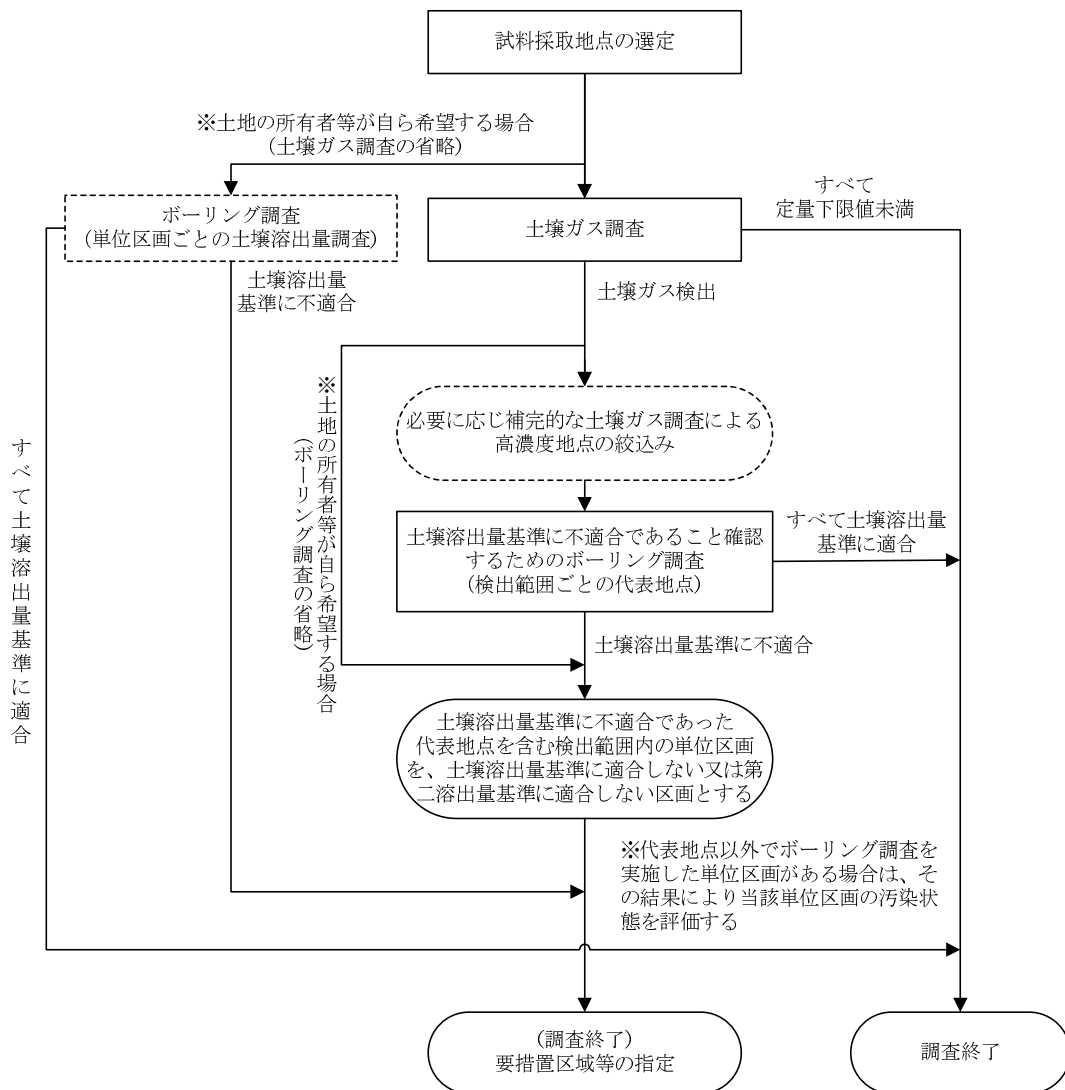 試料採取地点の選定
※土地の所有者等が自ら希望する場合
(土壌ガス調査の省略)
すべて
定量下限値未満
ボーリング調査
(単位区画ごとの土壌溶出量調査)
土壌ガス調査
土壌溶出量
基準に不適合
土壌ガス検出
※土地の所有者等が自ら希望する場合
(ボーリング調査の省略)
必要に応じ補完的な土壌ガス調査による
高濃度地点の絞込み
すべて土壌溶出量基準に適合
土壌溶出量基準に不適合であること確認
するためのボーリング調査
(検出範囲ごとの代表地点)
すべて土壌溶出量
基準に適合
土壌溶出量基準に不適合
土壌溶出量基準に不適合であった
代表地点を含む検出範囲内の単位区画
を、土壌溶出量基準に適合しない又は第
二溶出量基準に適合しない区画とする
※代表地点以外でボーリング調査を
実施した単位区画がある場合は、そ
の結果により当該単位区画の汚染状
態を評価する
(調査終了)
要措置区域等の指定
調査終了